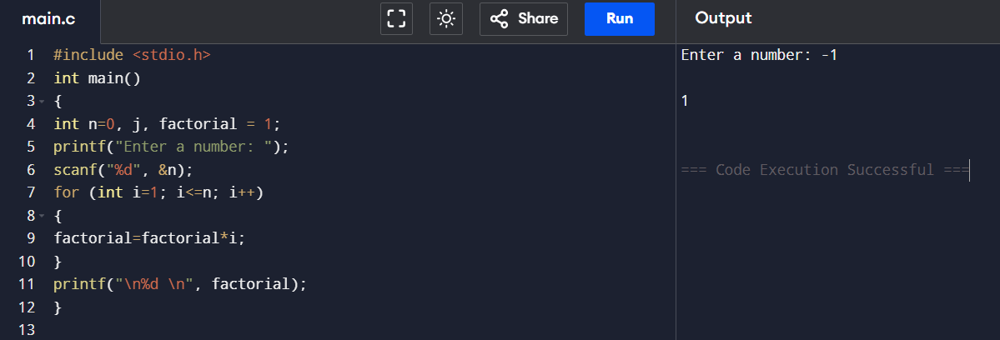 main.c Share Run Output
1 #include <stdio.h>
2 int main()
3 {
4 int n=0, j, factorial = 1;
5 printf("Enter a number: ");
6 scanf("%d", &n);
7 for (int i=1; i<=n; i++)
8 {
9 factorial=factorial*i;
10 }
11 printf("\n%d \n", factorial);
12 }
13
Enter a number: -1
1
=== Code Execution Successful ===